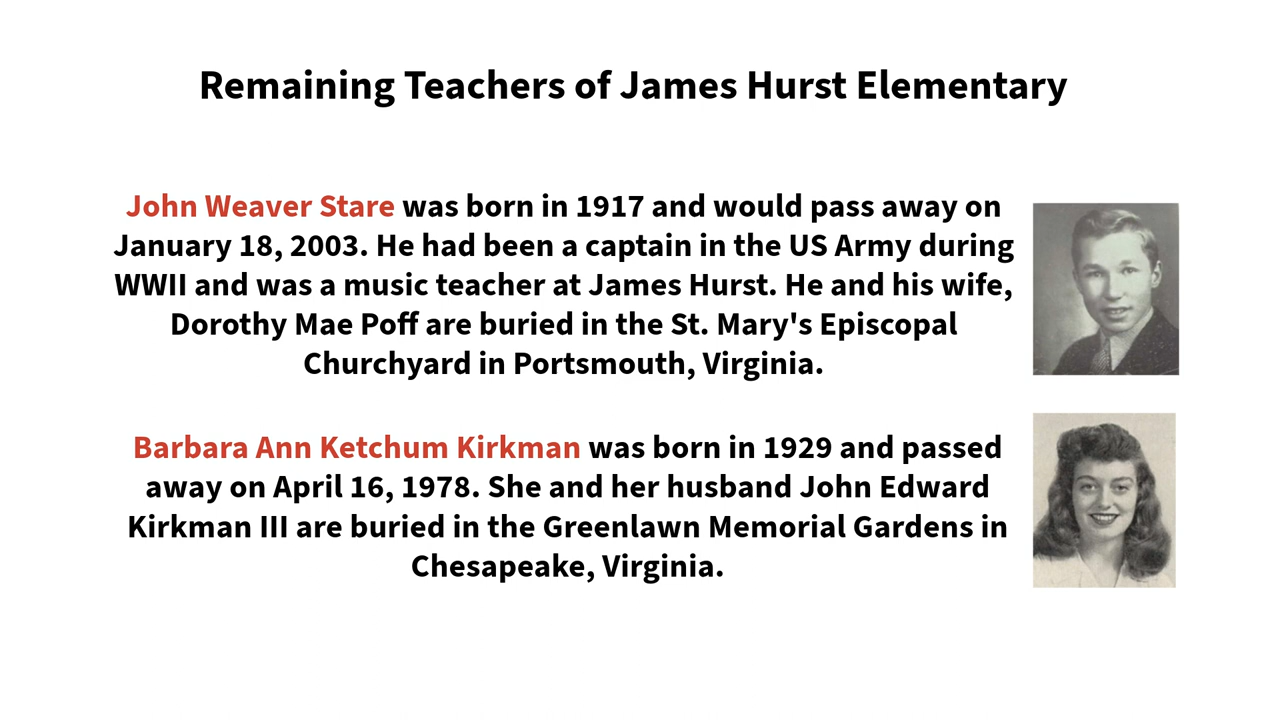 Remaining Teachers of James Hurst Elementary
John Weaver Stare was born in 1917 and would pass away on
January 18, 2003. He had been a captain in the US Army during
WWII and was a music teacher at James Hurst. He and his wife,
Dorothy Mae Poff are buried in the St. Mary's Episcopal
Churchyard in Portsmouth, Virginia.
Barbara Ann Ketchum Kirkman was born in 1929 and passed
away on April 16, 1978. She and her husband John Edward
Kirkman III are buried in the Greenlawn Memorial Gardens in
Chesapeake, Virginia.